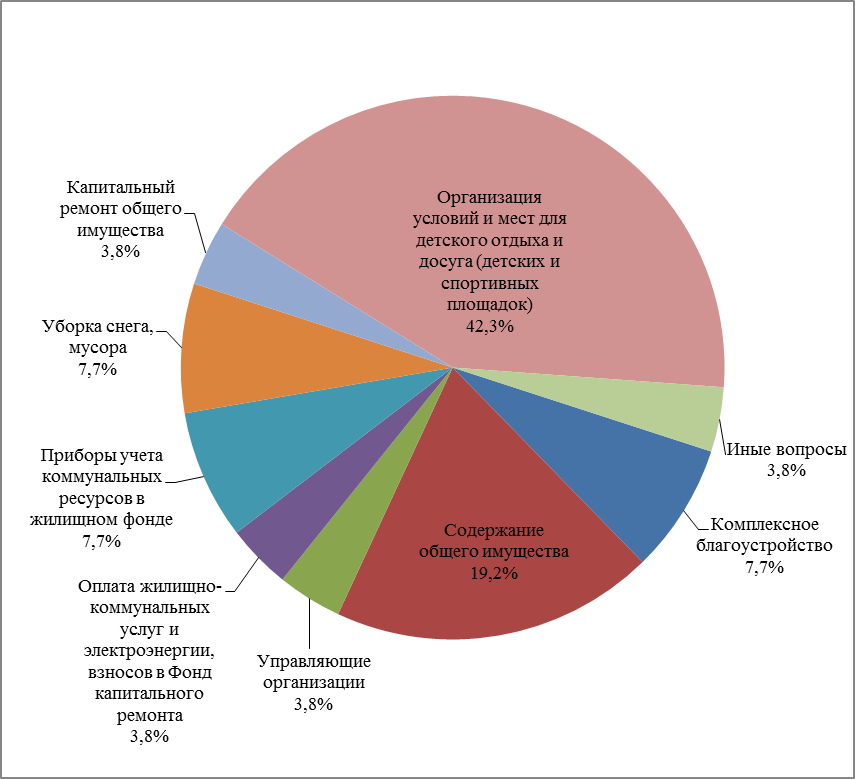 Организация
условий и мест для
детского отдыха и
досуга (детских и
спортивных
площадок)
42,3%
Иные вопросы
3,8%
Комплексное
благоустройство
7,7%
Содержание
общего имущества
19,2%
Управляющие
организации
3,8%
Оплата жилищно-
коммунальных
услуг и
электроэнергии,
взносов в Фонд
капитального
ремонта
3,8%
Приборы учета
коммунальных
ресурсов в
жилищном фонде
7,7%
Уборка снега,
мусора
7,7%
Капитальный
ремонт общего
имущества
3,8%